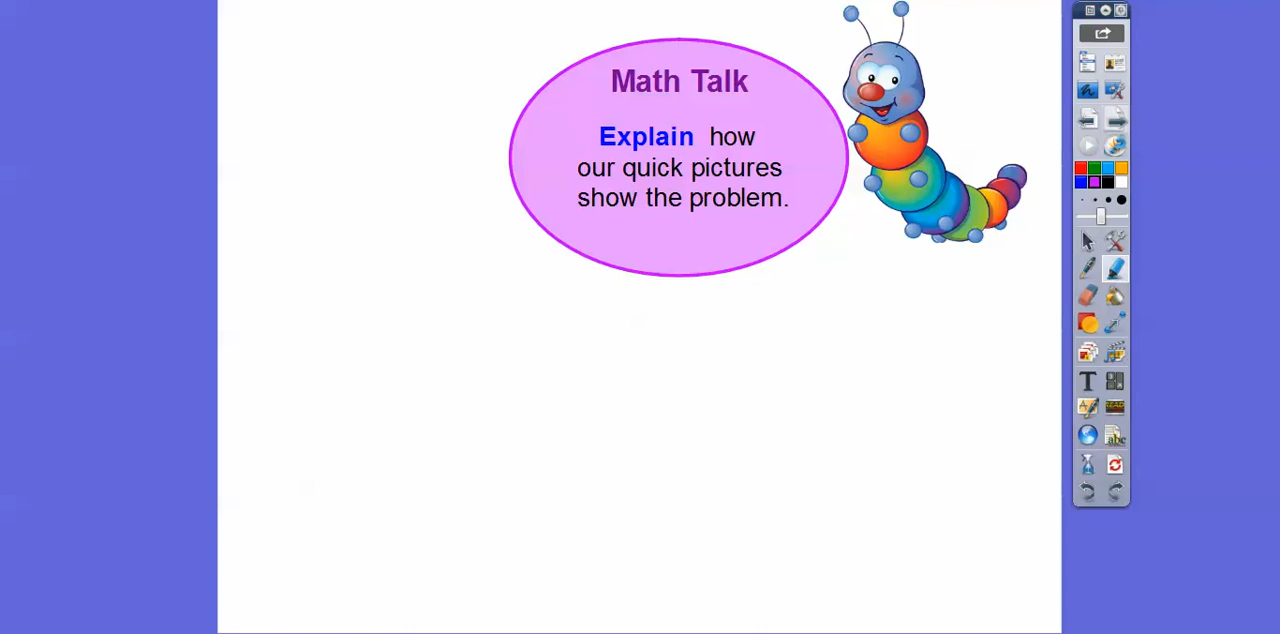 Math Talk
Explain how
our quick pictures
show the problem.